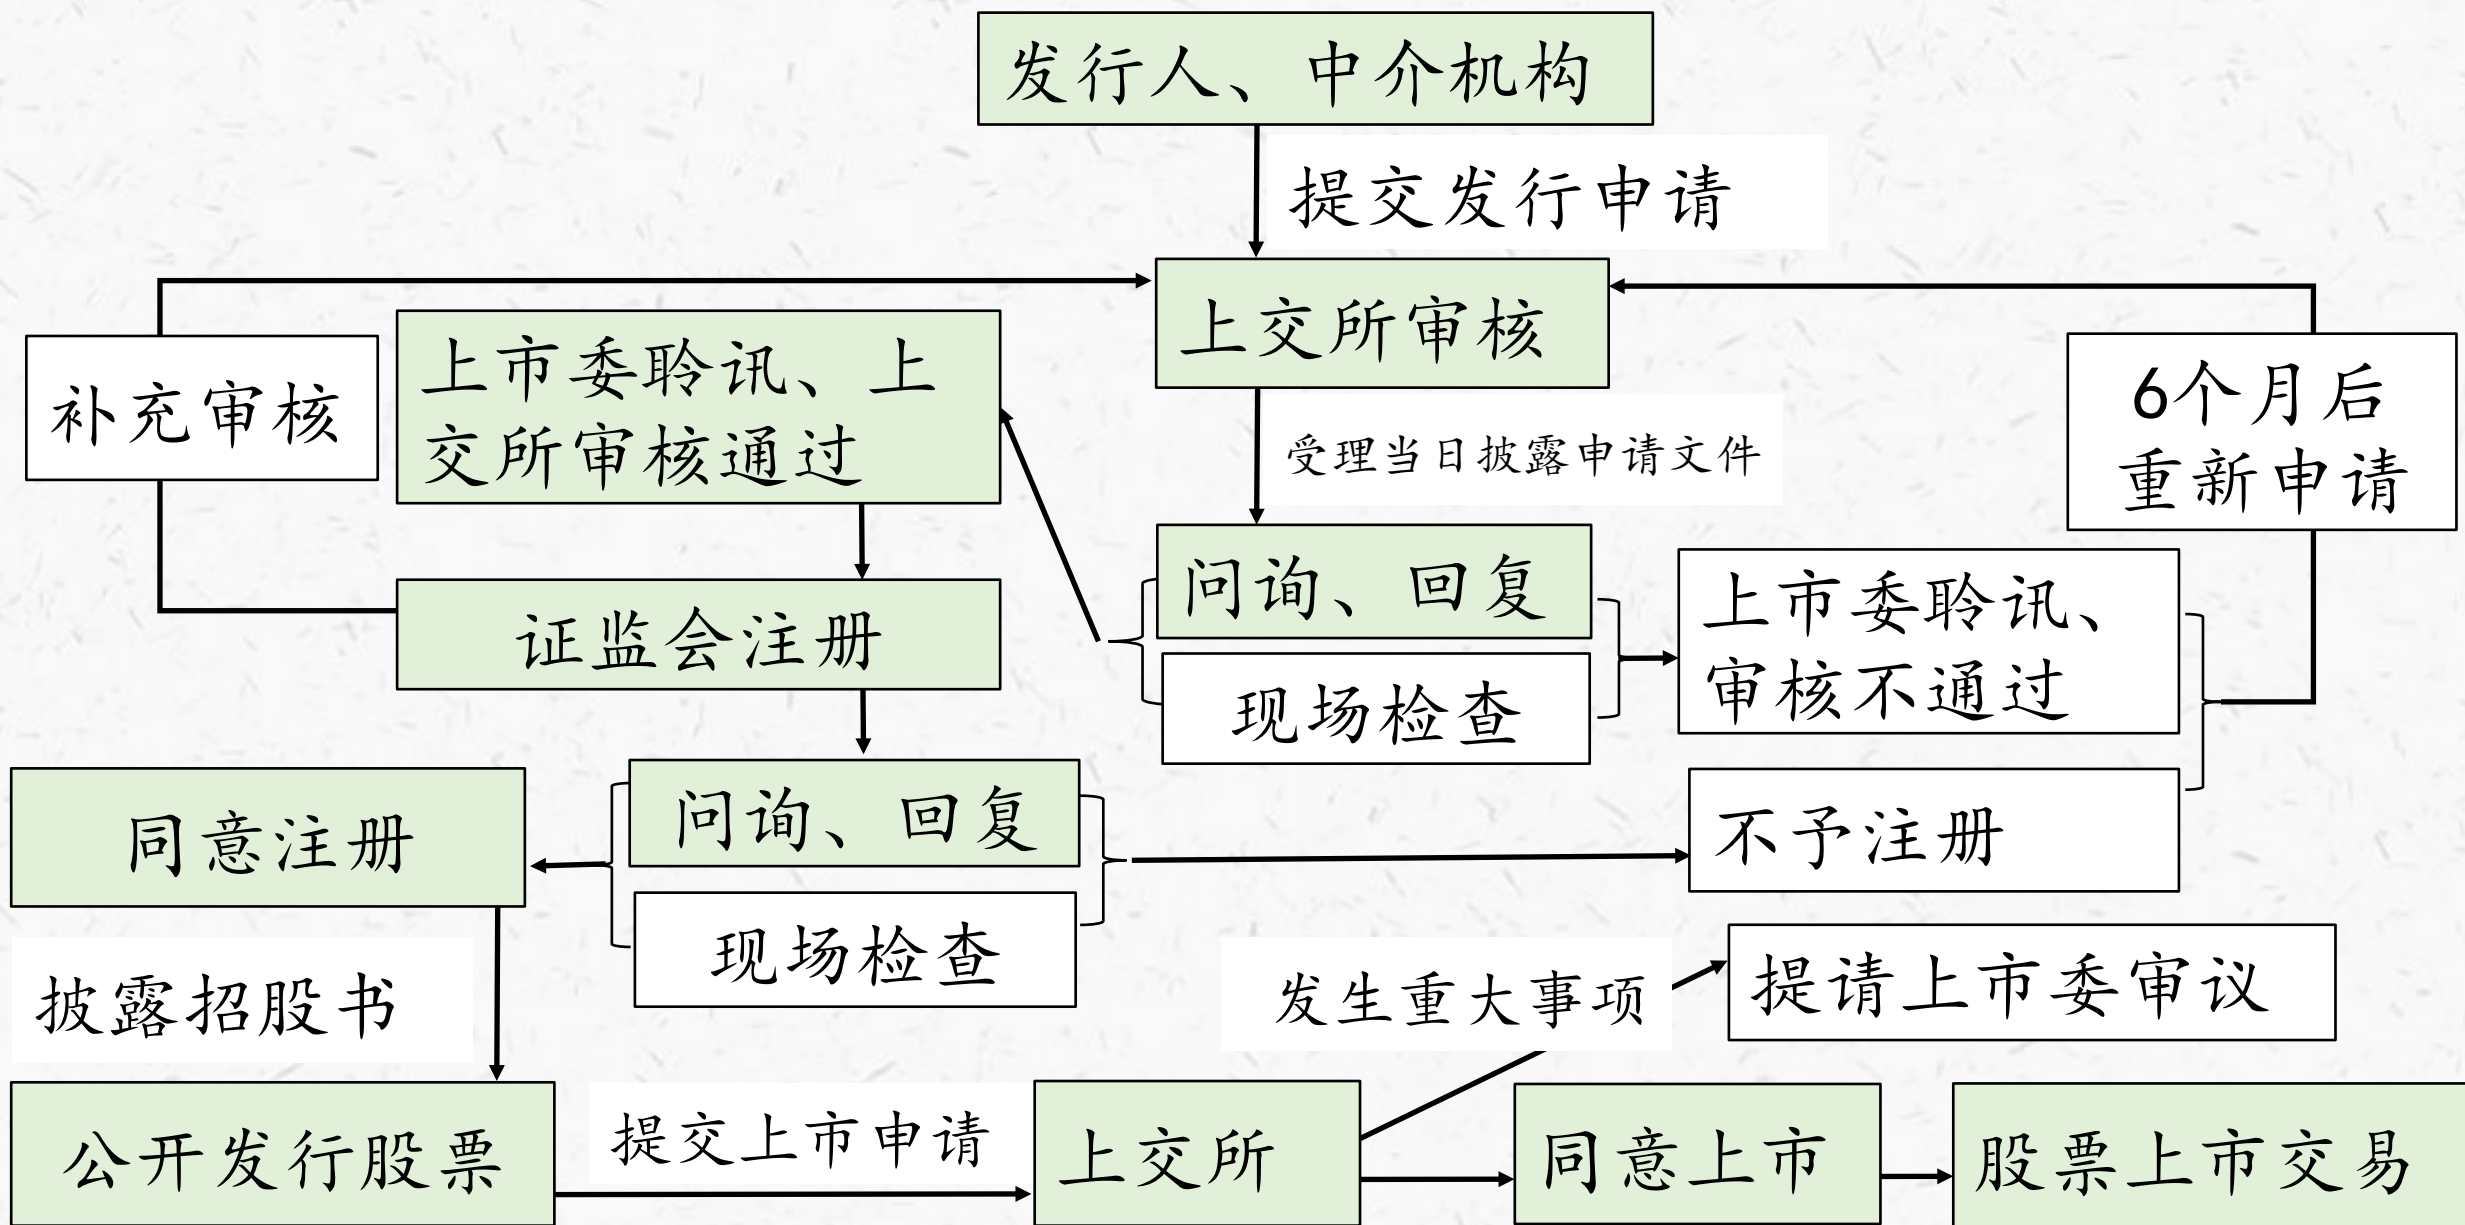 发行人、中介机构
提交发行申请
上交所审核
补充审核
上市委聆讯、上
交所审核通过
受理当日披露申请文件
6个月后
重新申请
问询、回复
现场检查
上市委聆讯、
审核不通过
证监会注册
同意注册
问询、回复
现场检查
不予注册
披露招股书
发生重大事项
提请上市委审议
公开发行股票
提交上市申请
上交所
同意上市
股票上市交易